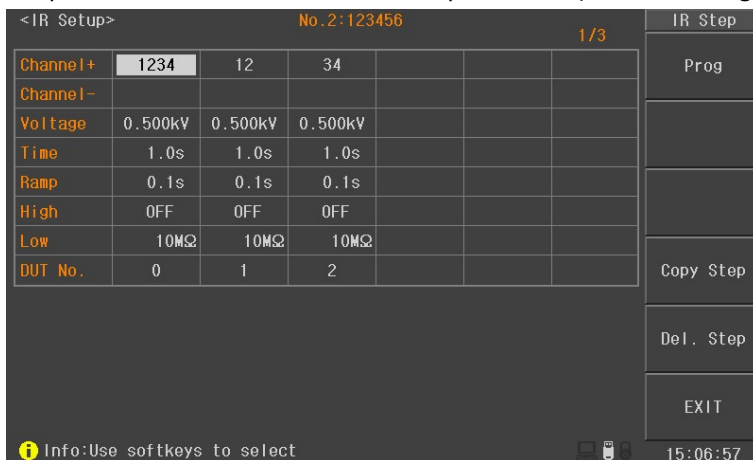 <IR Setup> No.2:123456 1/3 IR Step
Channel+ 1234 12 34
Prog
Channel-
Voltage 0.500kV 0.500kV 0.500kV
Time 1.0s 1.0s 1.0s
Ramp 0.1s 0.1s 0.1s
High OFF OFF OFF
Low 10MΩ 10MΩ 10MΩ
DUT No. 0 1 2
Copy Step
Del. Step
EXIT
i Info:Use softkeys to select 15:06:57